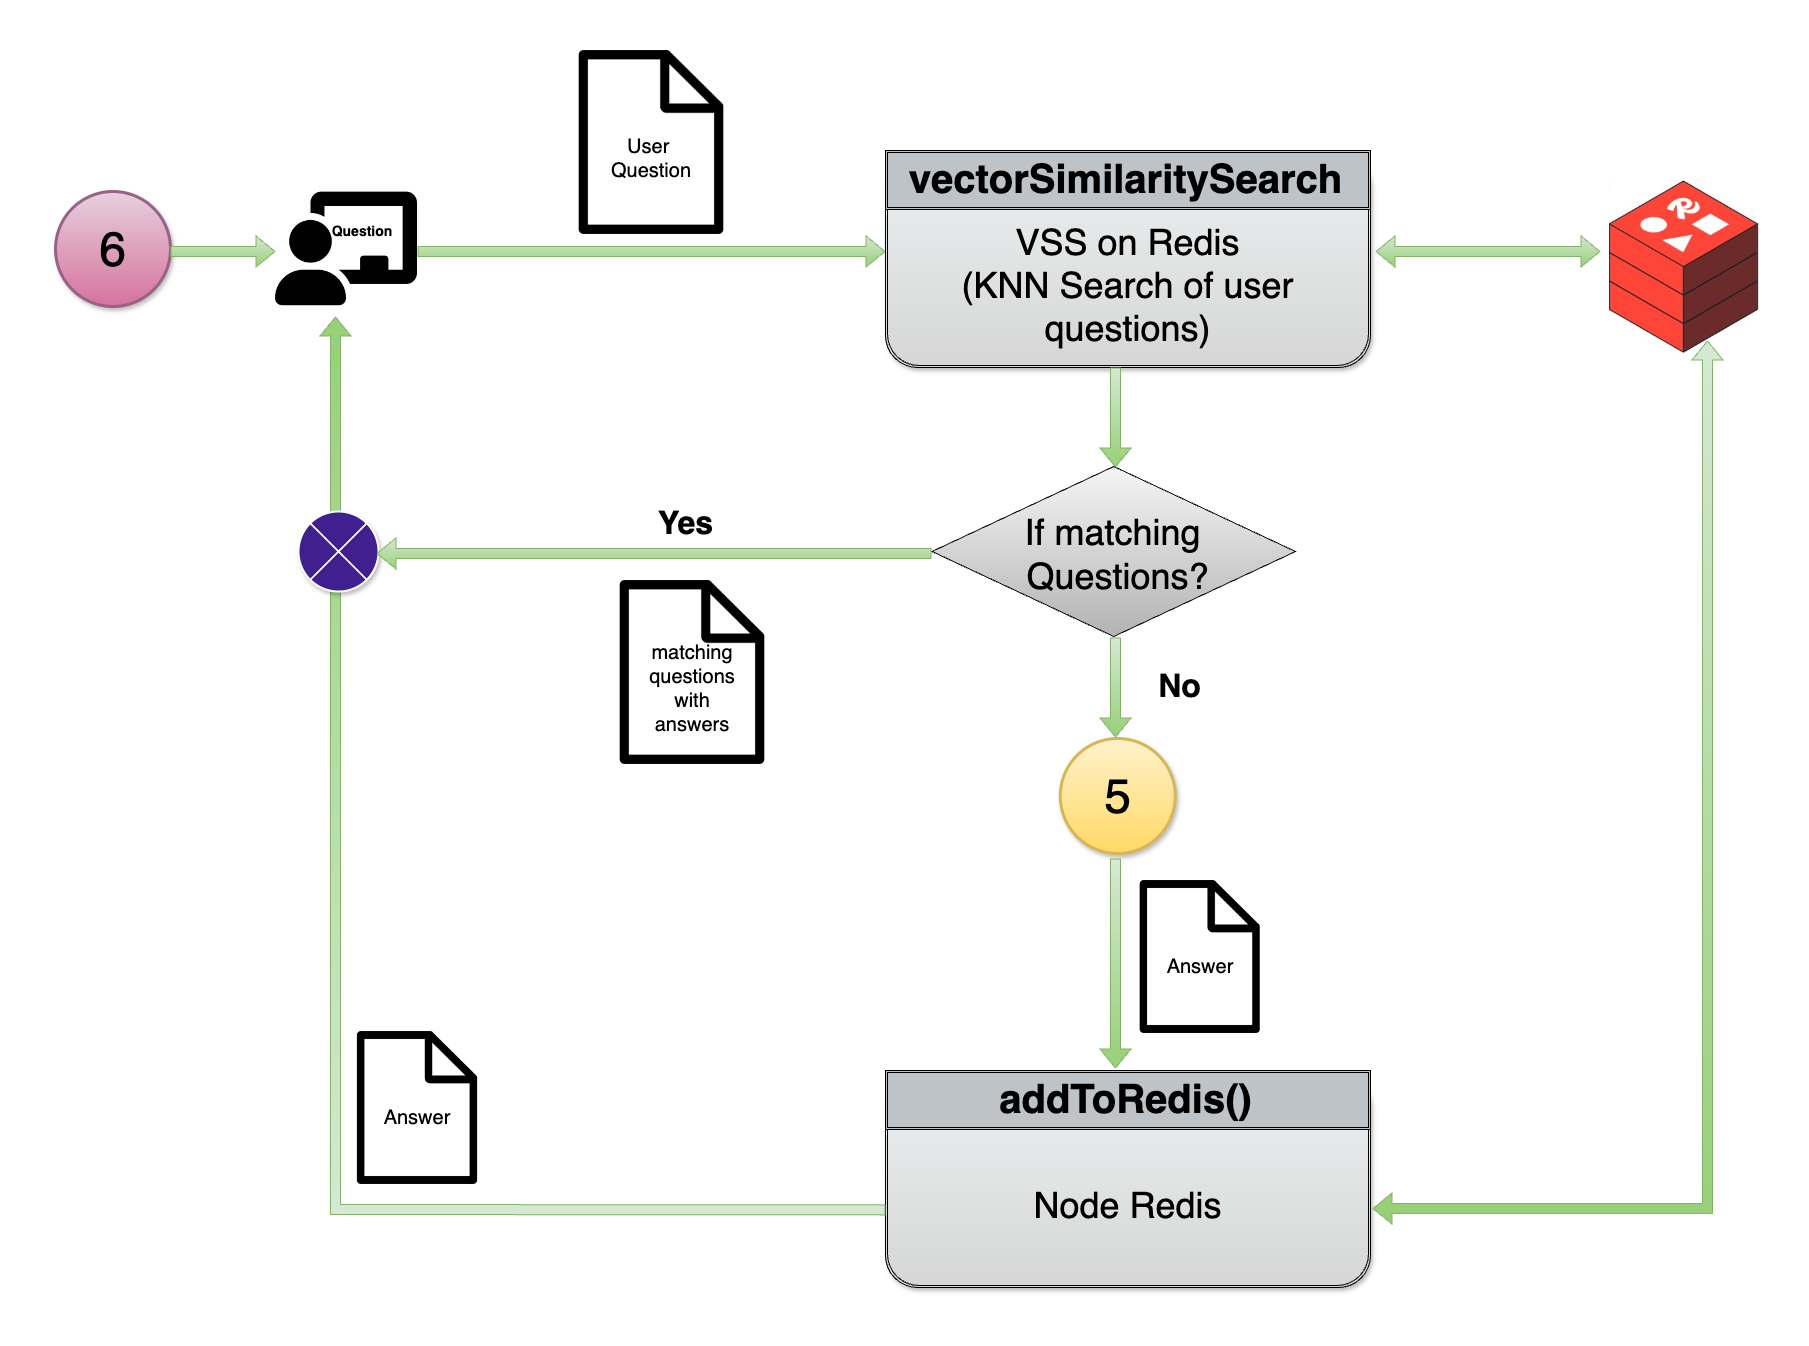 User
Question
vectorSimilaritySearch
6
Question
VSS on Redis
(KNN Search of user
questions)
Yes
If matching
Questions?
matching
questions
with
answers
No
5
Answer
Answer
addToRedis()
Node Redis